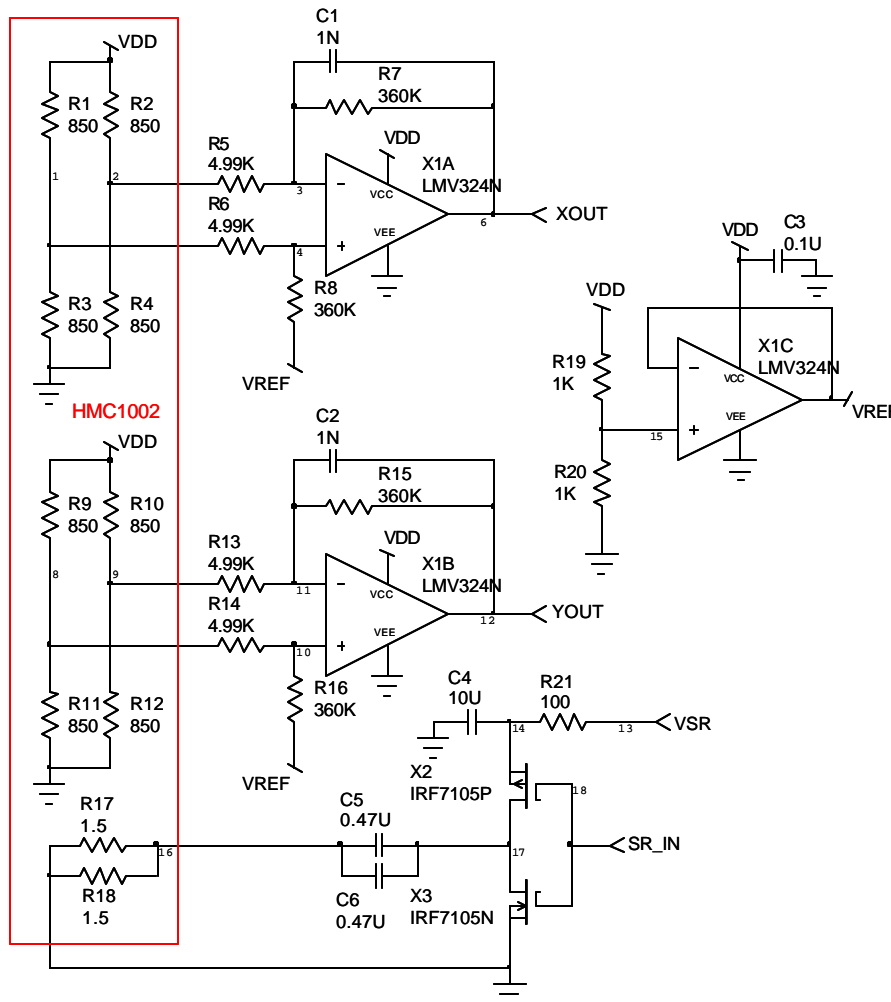 C1
1N
VDD
R7
360K
R1
850
R2
850
R5
4.99K
VDD
X1A
LMV324N
1
2
3
VCC
R6
4.99K
6
XOUT
VEE
4
VDD
C3
0.1U
R3
850
R4
850
R8
360K
VDD
X1C
LMV324N
R19
1K
VCC
VREF
HMC1002
C2
1N
VEE
VREF
15
VDD
R15
360K
R20
1K
R9
850
R10
850
R13
4.99K
VDD
X1B
LMV324N
8
9
11
VCC
R14
4.99K
12
YOUT
VEE
10
R11
850
R12
850
R16
360K
C4
10U
R21
100
14
13
VSR
VREF
X2
IRF7105P
18
R17
1.5
C5
0.47U
16
17
SR_IN
R18
1.5
C6
0.47U
X3
IRF7105N